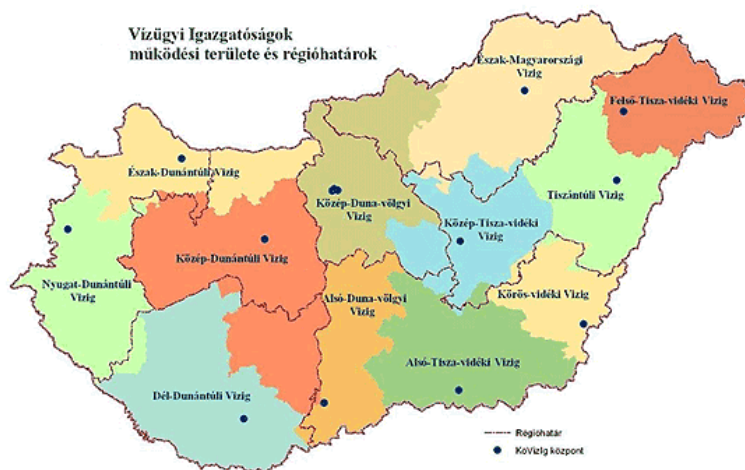 Vízügyi Igazgatóságok
működési területe és régióhatárok
Észak-Magyarországi
Vizig
Felső-Tisza-vidéki Vizig
Észak-Dunántúli Vizig
Tiszántúli
Vizig
Közép-Duna-völgyi
Vizig
Közép-Tisza-vidéki
Vizig
Közép-Dunántúli Vizig
Nyugat-Dunántúli
Vizig
Alsó-Duna-völgyi
Vizig
Körös-vidéki Vizig
Alsó-Tisza-vidéki Vizig
Dél-Dunántúli Vizig
Régióhatár
KöVizIg központ